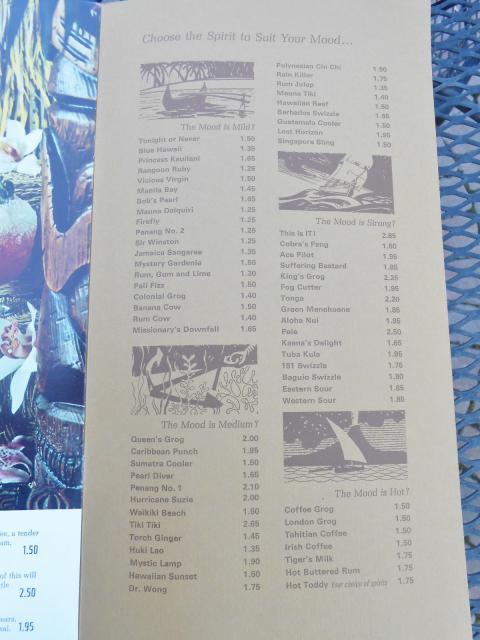 Choose the Spirit to Suit Your Mood...
The Mood is Mild?
Tonight or Never 1.50
Blue Hawaii 1.35
Princess Kauilani 1.65
Rangoon Ruby 1.25
Vicious Virgin 1.50
Manila Bay 1.45
Bob's Pearl 1.65
Mauna Daiquiri 1.25
Firefly 1.25
Penang No. 2 1.25
Sir Winston 1.25
Jamaica Sangaree 1.35
Mystery Gardenia 1.55
Rum, Gum and Lime 1.30
Pali Fizz 1.50
Colonial Grog 1.40
Banana Cow 1.50
Rum Cow 1.40
Missionary's Downfall 1.65
The Mood is Medium?
Queen's Grog 2.00
Caribbean Punch 1.85
Sumatra Cooler 1.50
Pearl Diver 1.65
Penang No. 1 2.10
Hurricane Suzie 2.00
Waikiki Beach 1.50
Tiki Tiki 2.65
Torch Ginger 1.45
Huki Lao 1.35
Mystic Lamp 1.90
Hawaiian Sunset 1.50
Dr. Wong 1.75
Polynesian Chi Chi 1.50
Rain Killer 1.75
Rum Julep 1.35
Mauna Tiki 1.40
Hawaiian Reef 1.50
Barbados Swizzle 1.65
Guatemala Cooler 1.50
Lost Horizon 1.95
Singapore Sling 1.50
The Mood is Strong?
This is IT! 2.85
Cobra's Fang 1.50
Ace Pilot 1.95
Suffering Bastard 1.85
King's Grog 2.25
Fog Cutter 1.95
Tonga 2.20
Green Menehune 1.85
Aloha Nui 1.95
Pele 2.50
Keena's Delight 1.65
Tuba Kula 1.95
151 Swizzle 1.75
Baguio Swizzle 1.80
Eastern Sour 1.85
Western Sour 1.85
The Mood is Hot?
Coffee Grog 1.50
London Grog 1.50
Tahitian Coffee 1.50
Irish Coffee 1.50
Tiger's Milk 1.75
Hot Buttered Rum 1.75
Hot Toddy Your choice of spirits 1.75
a tender
1.50
of this will
2.50
1.95